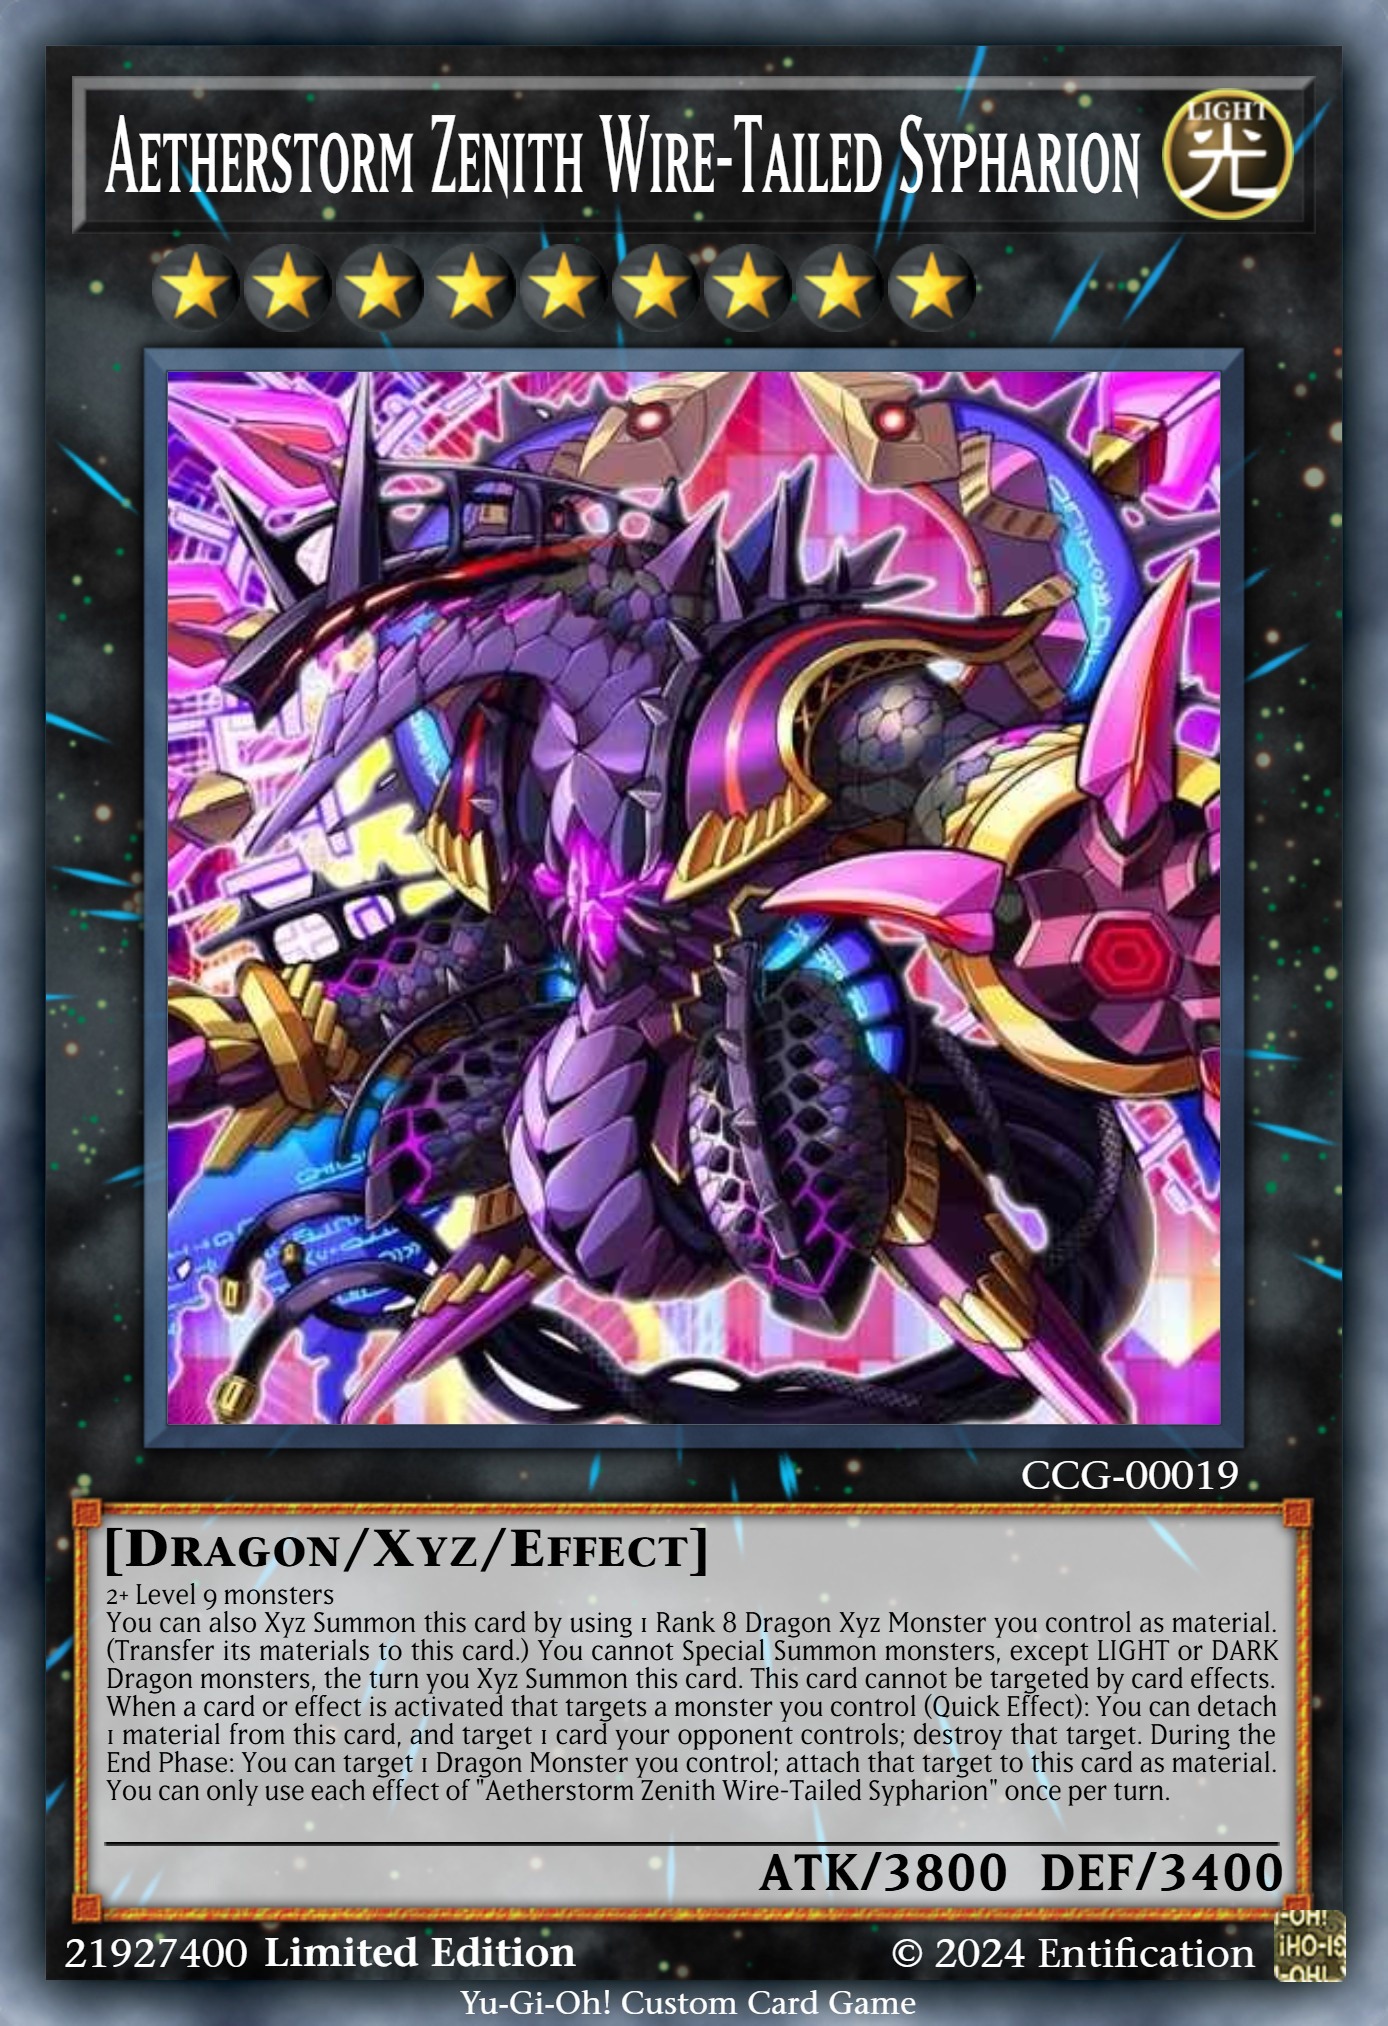 Aetherstorm Zenith Wire-Tailed Sypharion
LIGHT
光
CCG-00019
[Dragon/Xyz/Effect]
2+ Level 9 monsters
You can also Xyz Summon this card by using 1 Rank 8 Dragon Xyz Monster you control as material.
(Transfer its materials to this card.) You cannot Special Summon monsters, except LIGHT or DARK
Dragon monsters, the turn you Xyz Summon this card. This card cannot be targeted by card effects.
When a card or effect is activated that targets a monster you control (Quick Effect): You can detach
1 material from this card, and target 1 card your opponent controls; destroy that target. During the
End Phase: You can target 1 Dragon Monster you control; attach that target to this card as material.
You can only use each effect of "Aetherstorm Zenith Wire-Tailed Sypharion" once per turn.
ATK/3800 DEF/3400
21927400 Limited Edition
© 2024 Entification
Yu-Gi-Oh! Custom Card Game